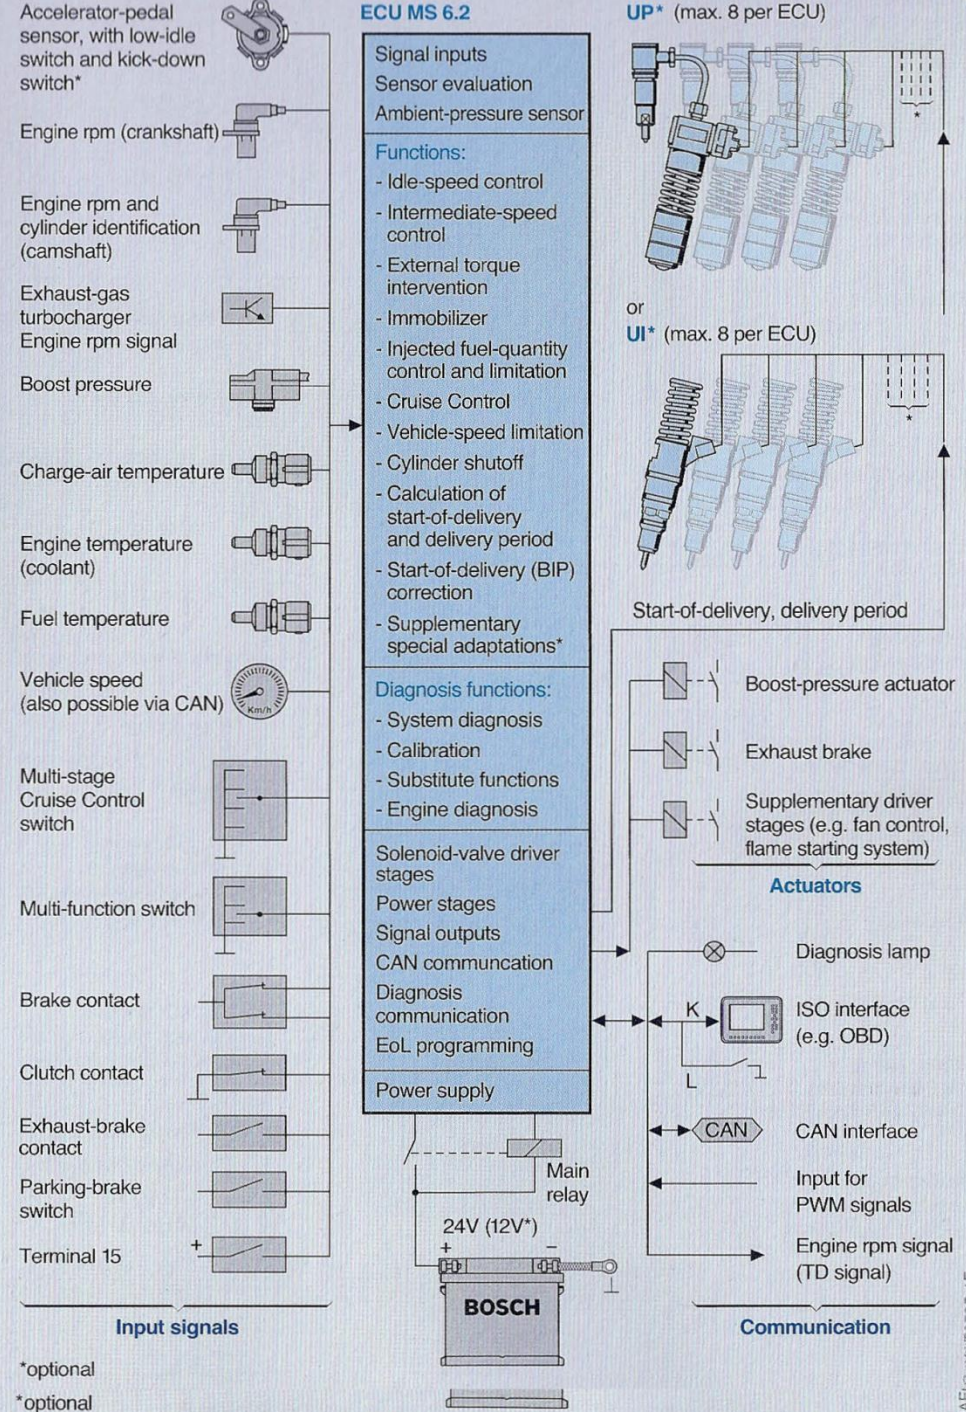 Accelerator-pedal
sensor, with low-idle
switch and kick-down
switch*
Engine rpm (crankshaft)
Engine rpm and
cylinder identification
(camshaft)
Exhaust-gas
turbocharger
Engine rpm signal
Boost pressure
Charge-air temperature
Engine temperature
(coolant)
Fuel temperature
Vehicle speed
(also possible via CAN)
Km/h
Multi-stage
Cruise Control
switch
Multi-function switch
Brake contact
Clutch contact
Exhaust-brake
contact
Parking-brake
switch
Terminal 15
+
Input signals
*optional
*optional
ECU MS 6.2
Signal inputs
Sensor evaluation
Ambient-pressure sensor
Functions:
- Idle-speed control
- Intermediate-speed
control
- External torque
intervention
- Immobilizer
- Injected fuel-quantity
control and limitation
- Cruise Control
- Vehicle-speed limitation
- Cylinder shutoff
- Calculation of
start-of-delivery
and delivery period
- Start-of-delivery (BIP)
correction
- Supplementary
special adaptations*
Diagnosis functions:
- System diagnosis
- Calibration
- Substitute functions
- Engine diagnosis
Solenoid-valve driver
stages
Power stages
Signal outputs
CAN communcation
Diagnosis
communication
EoL programming
Power supply
Main
relay
24V (12V*)
+ −
BOSCH
UP* (max. 8 per ECU)
*
or
UI* (max. 8 per ECU)
*
Start-of-delivery, delivery period
Boost-pressure actuator
Exhaust brake
Supplementary driver
stages (e.g. fan control,
flame starting system)
Actuators
Diagnosis lamp
K
ISO interface
(e.g. OBD)
L
CAN
CAN interface
Input for
PWM signals
Engine rpm signal
(TD signal)
Communication